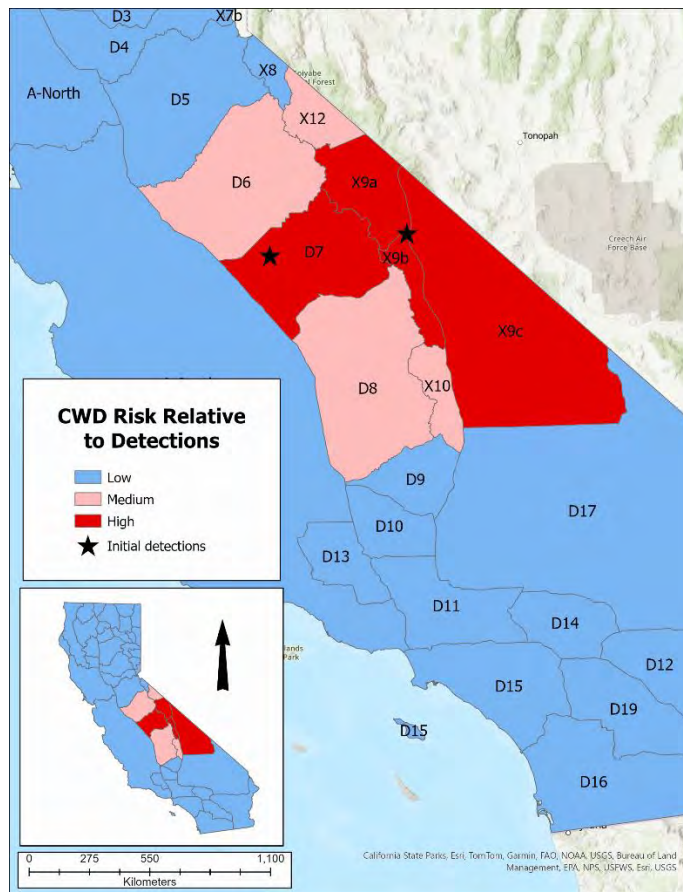 D3
X7b
D4
X8
A-North
D5
X12
Tonopah
D6
X9a
Creech Air
Force Base
D7
X9b
X9c
D8
X10
CWD Risk Relative
to Detections
Low
Medium
High
Initial detections
D9
D10
D17
D13
D11
D14
D12
D15
D19
D15
D16
Park
0 275 550 1,100
Kilometers
California State Parks, Esri, TomTom, Garmin, FAO, NOAA, USGS, Bureau of Land
Management, EPA, NPS, USFWS, Esri, USGS